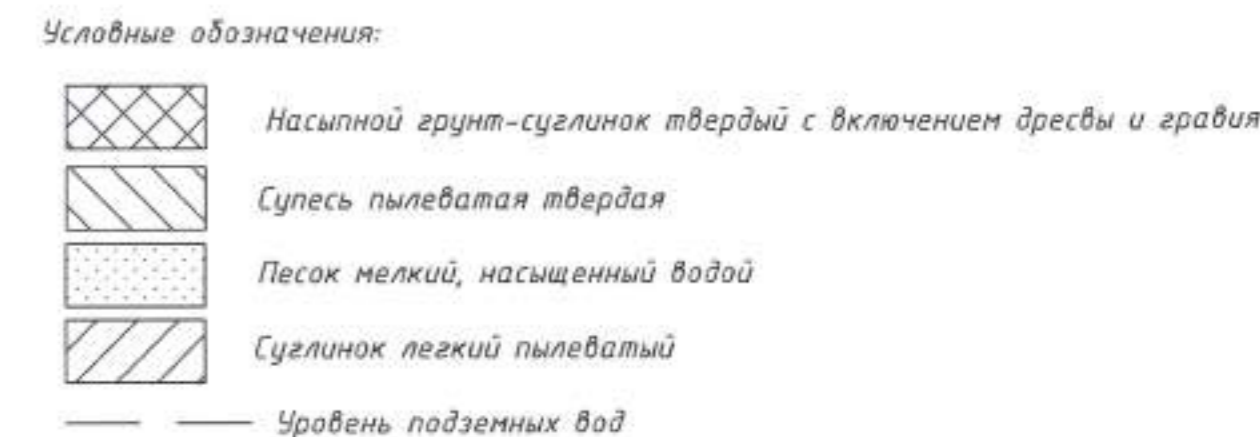 Условные обозначения:
Насыпной грунт-суглинок твердый с включением дресвы и гравия
Супесь пылеватая твердая
Песок мелкий, насыщенный водой
Суглинок легкий пылеватый
Уровень подземных вод